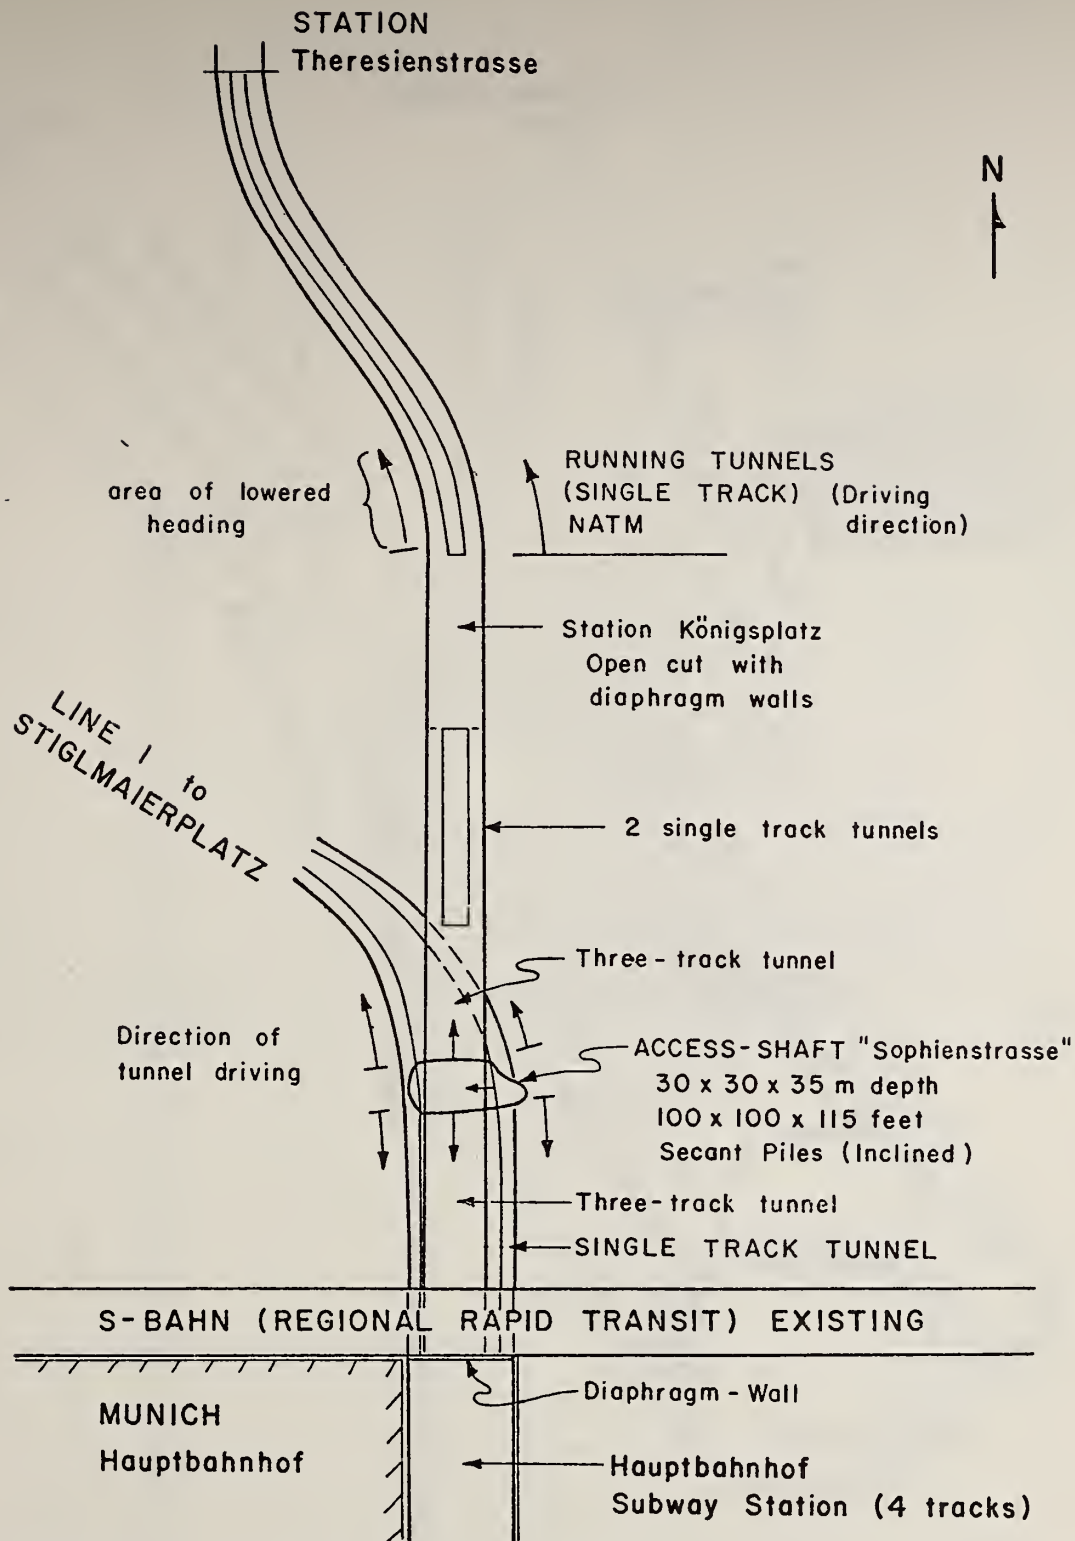 STATION
Theresienstrasse
N
area of lowered
heading
RUNNING TUNNELS
(SINGLE TRACK) (Driving
NATM direction)
Station Königsplatz
Open cut with
diaphragm walls
LINE 1 to
STIGLMAIERPLATZ
2 single track tunnels
Three-track tunnel
Direction of
tunnel driving
ACCESS-SHAFT "Sophienstrasse"
30 x 30 x 35 m depth
100 x 100 x 115 feet
Secant Piles (Inclined)
Three-track tunnel
SINGLE TRACK TUNNEL
S-BAHN (REGIONAL RAPID TRANSIT) EXISTING
Diaphragm-Wall
MUNICH
Hauptbahnhof
Hauptbahnhof
Subway Station (4 tracks)